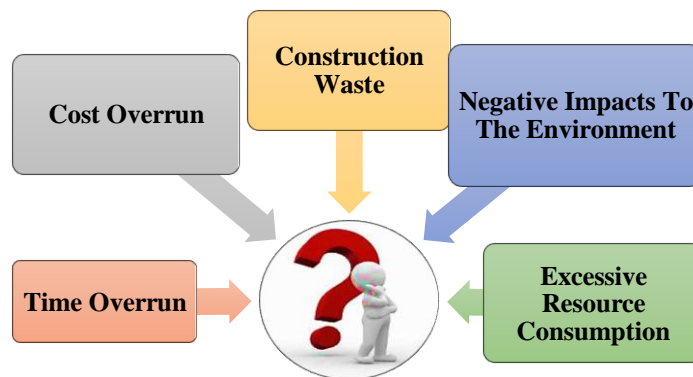 Construction
Waste
Cost Overrun
Negative Impacts To
The Environment
Time Overrun
Excessive
Resource
Consumption